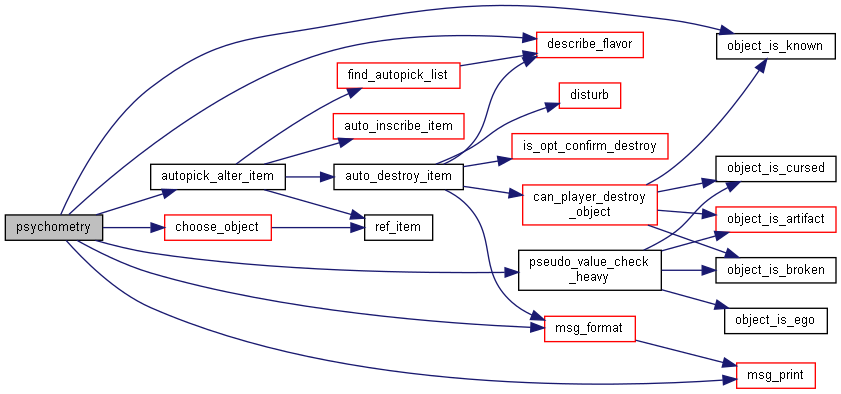 object_is_known
describe_flavor
find_autopick_list
disturb
auto_inscribe_item
is_opt_confirm_destroy
autopick_alter_item
auto_destroy_item
object_is_cursed
can_player_destroy
_object
object_is_artifact
psychometry
choose_object
ref_item
pseudo_value_check
_heavy
object_is_broken
object_is_ego
msg_format
msg_print